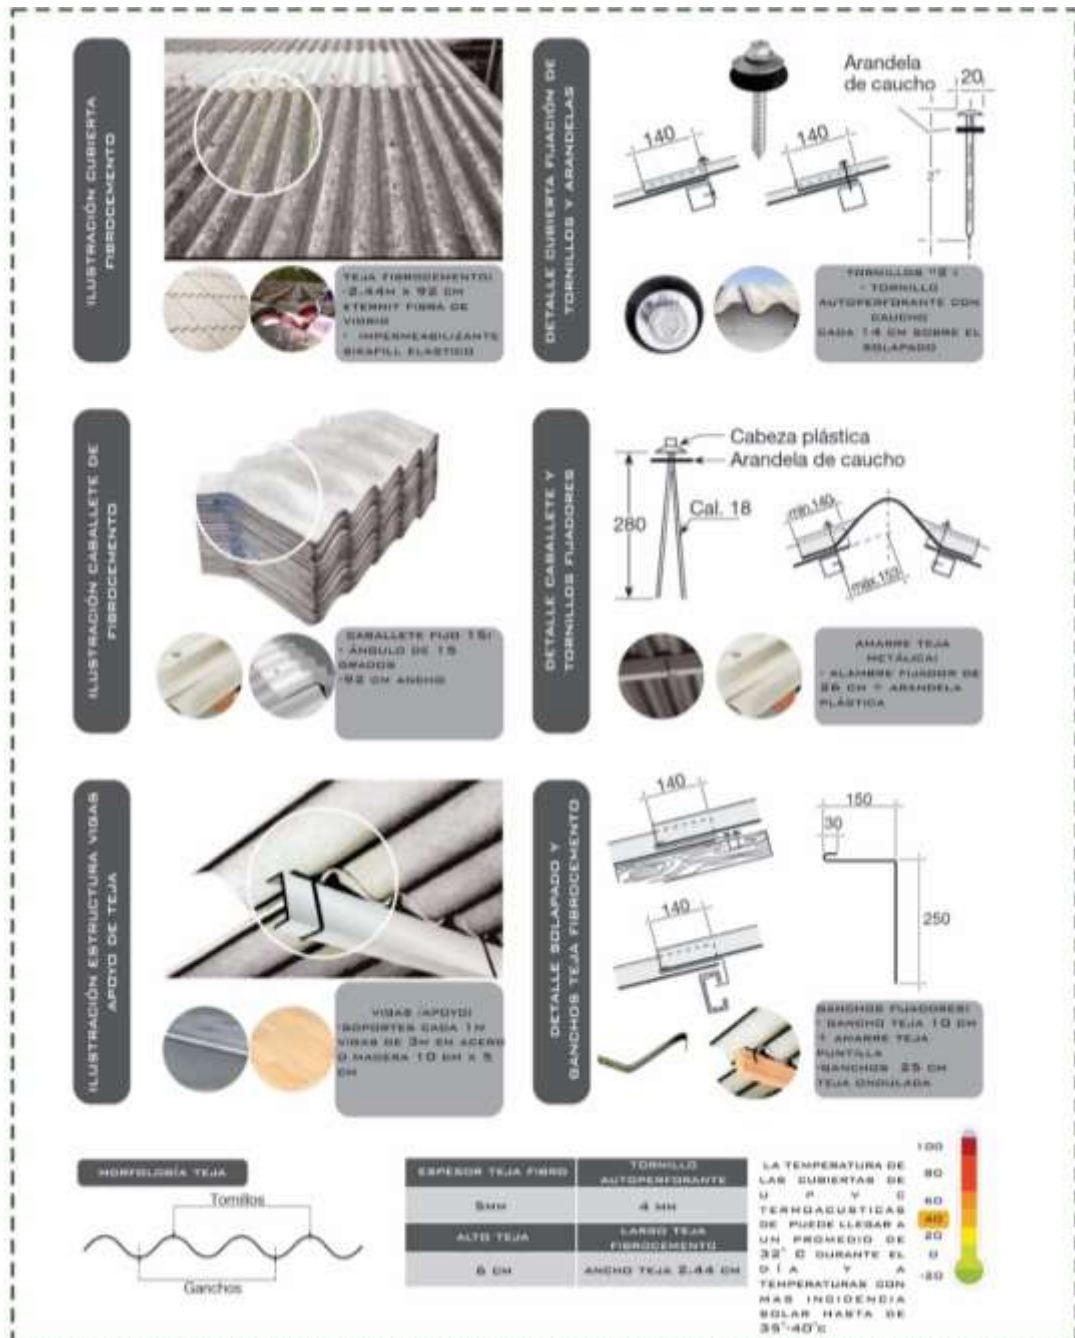 ILUSTRACIÓN CUBIERTA
FIBROCEMENTO
TEJA FIBROCEMENTO:
-2.44M X 92 CM
ETERNIT FIBRA DE
VIDRIO
- IMPERMEABILIZANTE
SIKAFILL ELASTICO
DETALLE CUBIERTA FIJACIÓN DE
TORNILLOS Y ARANDELAS
140
140
Arandela
de caucho
20
TORNILLOS "2 :
- TORNILLO
AUTOPERFORANTE CON
CAUCHO
CADA 14 CM SOBRE EL
SOLAPADO
ILUSTRACIÓN CABALLETE DE
FIBROCEMENTO
CABALLETE FIJO 15:
- ÁNGULO DE 15
GRADOS
-92 CM ANCHO
DETALLE CABALLETE Y
TORNILLOS FIJADORES
Cabeza plástica
Arandela de caucho
280
Cal. 18
min.140
max.153
AMARRE TEJA
METÁLICA:
- ALAMBRE FIJADOR DE
26 CM + ARANDELA
PLÁSTICA
ILUSTRACIÓN ESTRUCTURA VIGAS
APOYO DE TEJA
VIGAS (APOYO)
-SOPORTES CADA 1M
VIGAS DE 3M EN ACERO
O MADERA 10 CM X 5
CM
DETALLE SOLAPADO Y
GANCHOS TEJA FIBROCEMENTO
140
140
150
30
250
GANCHOS FIJADORES:
- GANCHO TEJA 10 CM
+ AMARRE TEJA
PUNTILLA
-GANCHOS 25 CM
TEJA ONDULADA
MORFOLOGÍA TEJA
Tornillos
Ganchos
ESPESOR TEJA FIBRO
TORNILLO
AUTOPERFORANTE
5MM
4 MM
ALTO TEJA
LARGO TEJA
FIBROCEMENTO
6 CM
ANCHO TEJA 2.44 CM
LA TEMPERATURA DE
LAS CUBIERTAS DE
U P V C
TERMOACUSTICAS
DE PUEDE LLEGAR A
UN PROMEDIO DE
32° C DURANTE EL
DÍA Y A
TEMPERATURAS CON
MAS INCIDENCIA
SOLAR HASTA DE
35°-40°C
100
80
60
40
20
0
-20